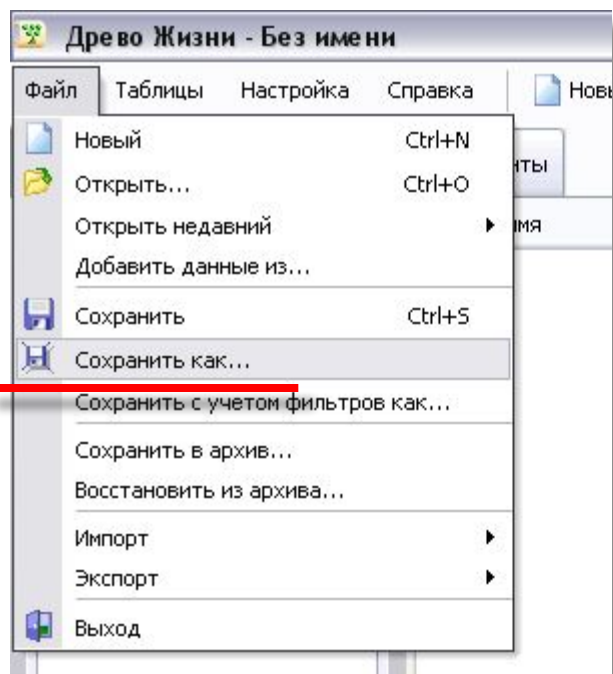 Древо Жизни - Без имени
Файл Таблицы Настройка Справка
Новый Ctrl+N
Открыть... Ctrl+O
Открыть недавний
Добавить данные из...
Сохранить Ctrl+S
Сохранить как...
Сохранить с учетом фильтров как...
Сохранить в архив...
Восстановить из архива...
Импорт
Экспорт
Выход